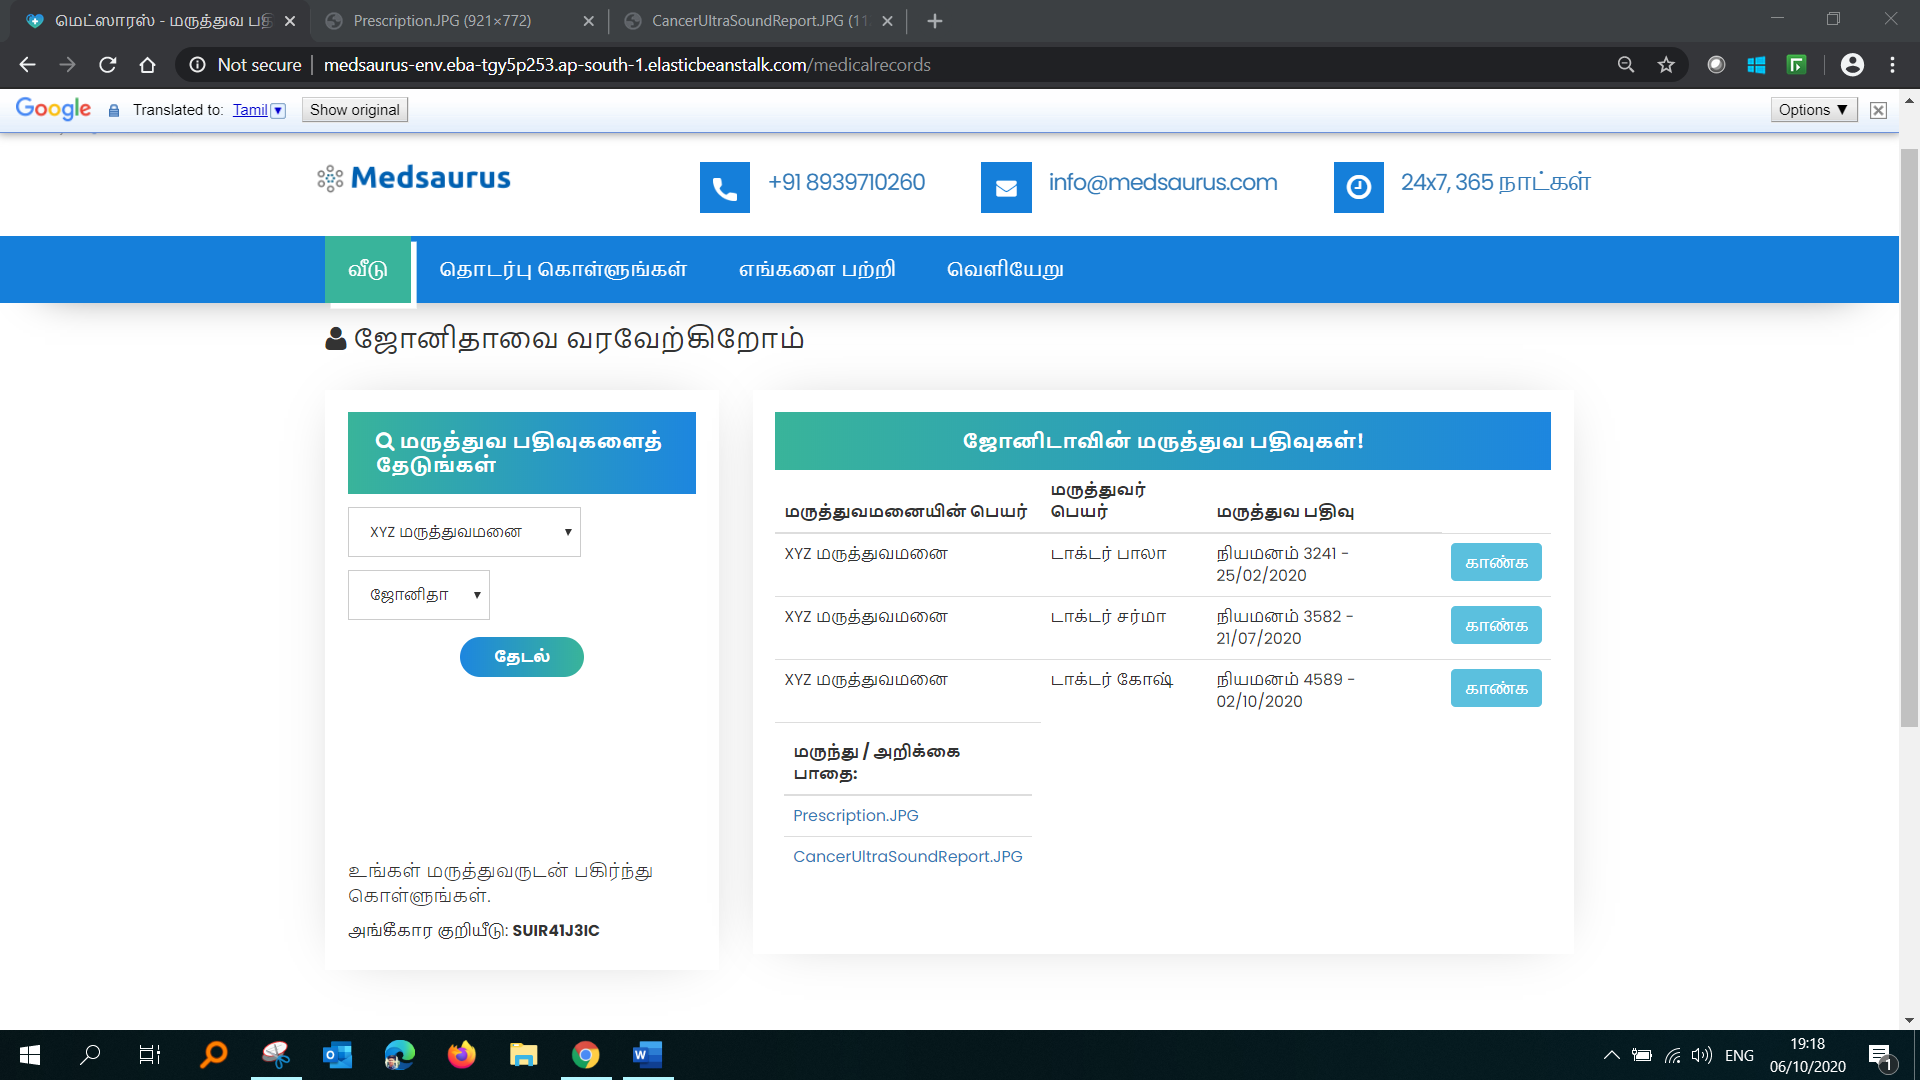 மெட்ஸாரஸ் - மருத்துவ பதி
Prescription.JPG (921×772)
CancerUltraSoundReport.JPG (11
Not secure
medsaurus-env.eba-tgy5p253.ap-south-1.elasticbeanstalk.com/medicalrecords
Google
Translated to: Tamil
Show original
Options ▼
Medsaurus
+91 8939710260
info@medsaurus.com
24x7, 365 நாட்கள்
வீடு
தொடர்பு கொள்ளுங்கள்
எங்களை பற்றி
வெளியேறு
ஜோனிதாவை வரவேற்கிறோம்
மருத்துவ பதிவுகளைத்
தேடுங்கள்
XYZ மருத்துவமனை
ஜோனிதா
தேடல்
உங்கள் மருத்துவருடன் பகிர்ந்து
கொள்ளுங்கள்.
அங்கீகார குறியீடு: SUIR41J3IC
ஜோனிடாவின் மருத்துவ பதிவுகள்!
மருத்துவமனையின் பெயர்
மருத்துவர்
பெயர்
மருத்துவ பதிவு
XYZ மருத்துவமனை
டாக்டர் பாலா
நியமனம் 3241 -
25/02/2020
காண்க
XYZ மருத்துவமனை
டாக்டர் சர்மா
நியமனம் 3582 -
21/07/2020
காண்க
XYZ மருத்துவமனை
டாக்டர் கோஷ்
நியமனம் 4589 -
02/10/2020
காண்க
மருந்து / அறிக்கை
பாதை:
Prescription.JPG
CancerUltraSoundReport.JPG
ENG
19:18
06/10/2020
1